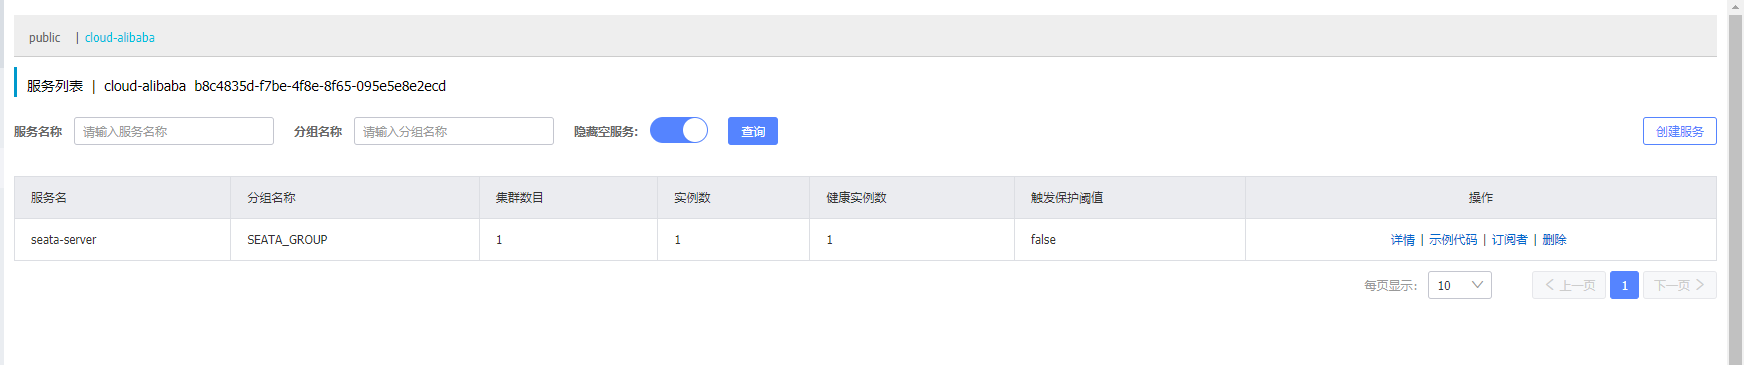 public | cloud-alibaba
服务列表 | cloud-alibaba b8c4835d-f7be-4f8e-8f65-095e5e8e2ecd
服务名称 请输入服务名称 分组名称 请输入分组名称 隐藏空服务: 查询 创建服务
服务名 分组名称 集群数目 实例数 健康实例数 触发保护阈值 操作
seata-server SEATA_GROUP 1 1 1 false 详情 | 示例代码 | 订阅者 | 删除
每页显示: 10 上一页 1 下一页